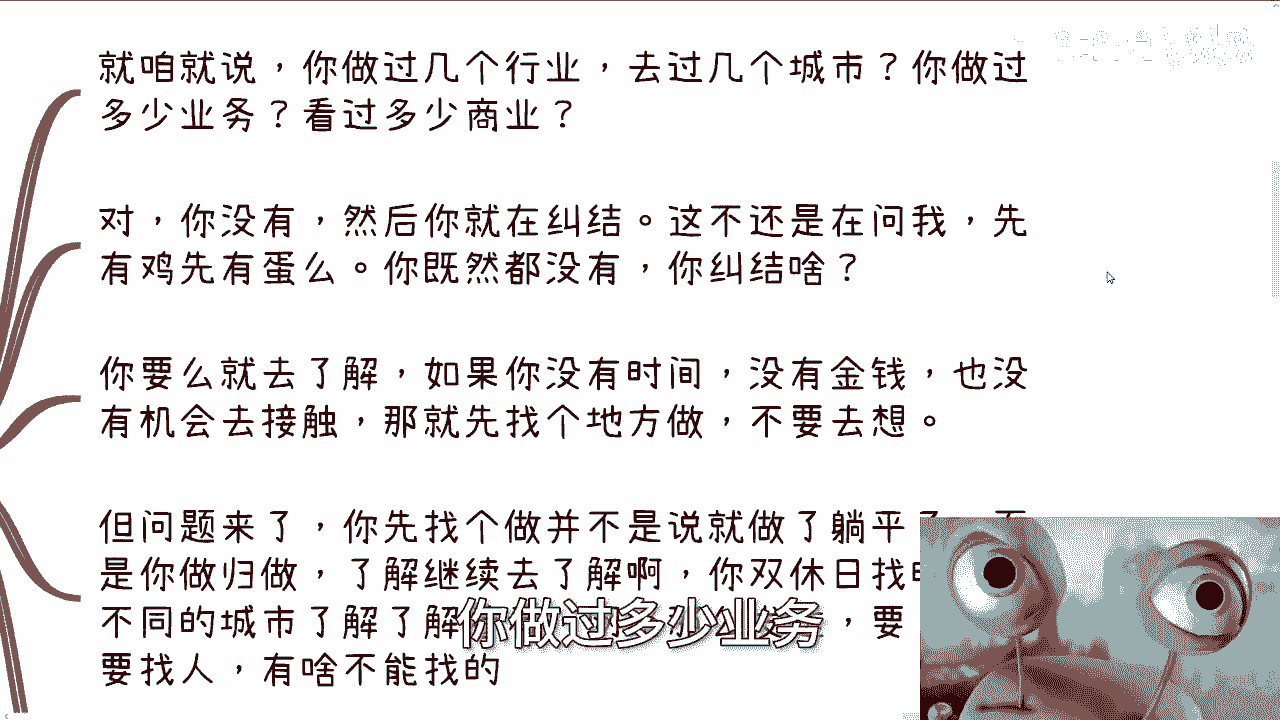 就咱就说，你做过几个行业，去过几个城市？你做过
多少业务？看过多少商业？
对，你没有，然后你就在纠结。这不还是在问我，先
有鸡先有蛋么。你既然都没有，你纠结啥？
你要么就去了解，如果你没有时间，没有金钱，也没
有机会去接触，那就先找个地方做，不要去想。
但问题来了，你先找个做并不是说就做了躺平了
是你做归做，了解继续去了解啊，你双休日找
不同的城市了解了解
，要
要找人，有啥不能找的
你做过多少业务